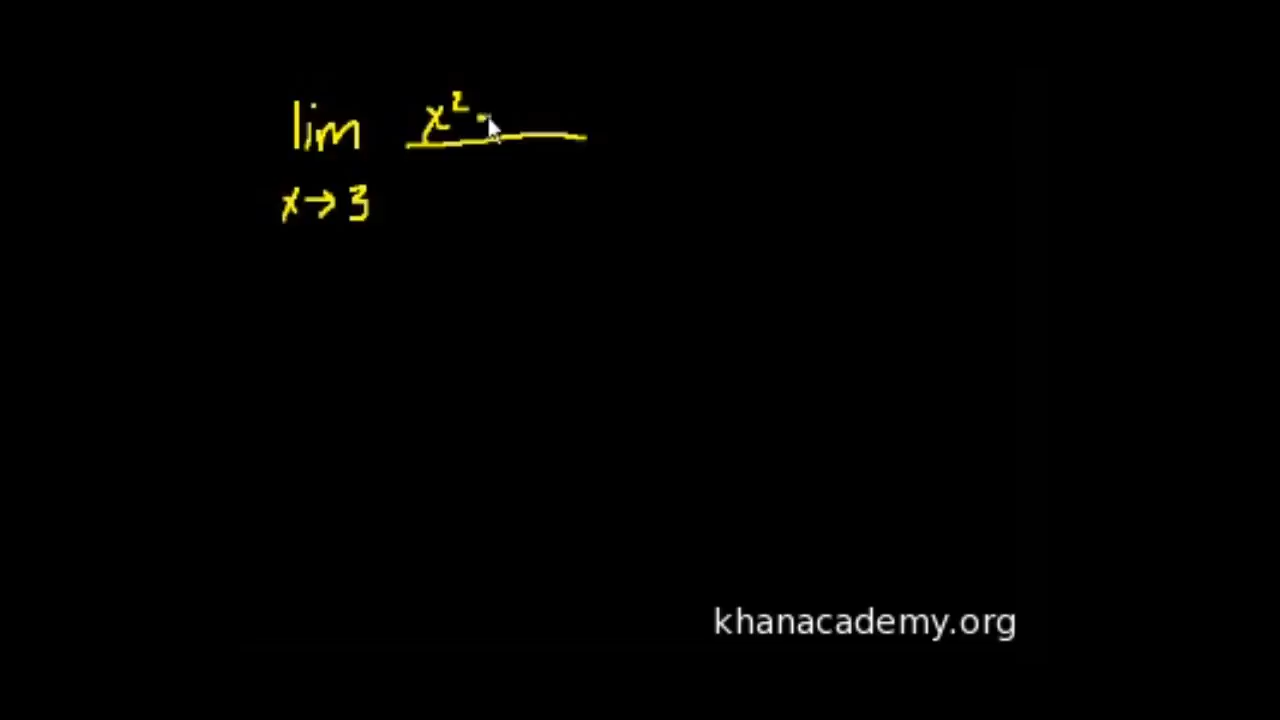 lim x² -
x → 3
khanacademy.org